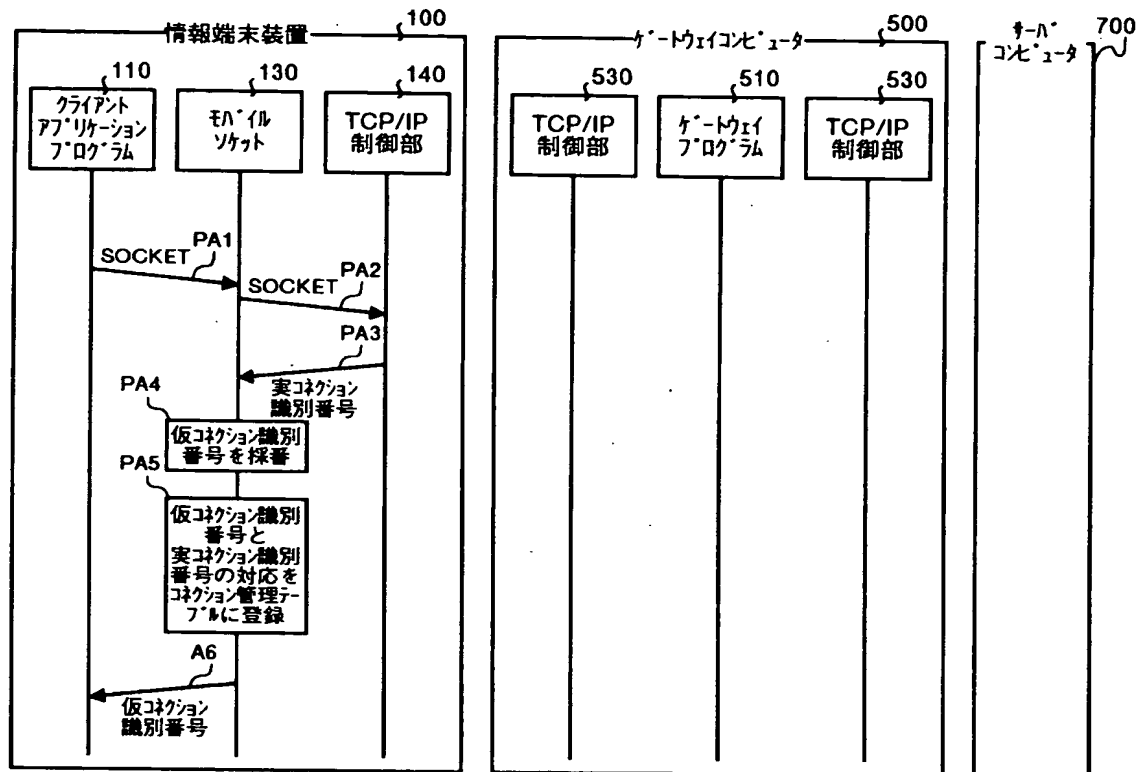 情報端末装置
100
ゲートウェイコンピュータ
500
サーバ
コンピュータ
700
110
130
140
530
510
530
クライアント
アプリケーション
プログラム
モバイル
ソケット
TCP/IP
制御部
TCP/IP
制御部
ゲートウェイ
プログラム
TCP/IP
制御部
SOCKET
PA1
SOCKET
PA2
PA3
実コネクション
識別番号
PA4
仮コネクション識別
番号を採番
PA5
仮コネクション識別
番号と
実コネクション識別
番号の対応を
コネクション管理テー
ブルに登録
A6
仮コネクション
識別番号